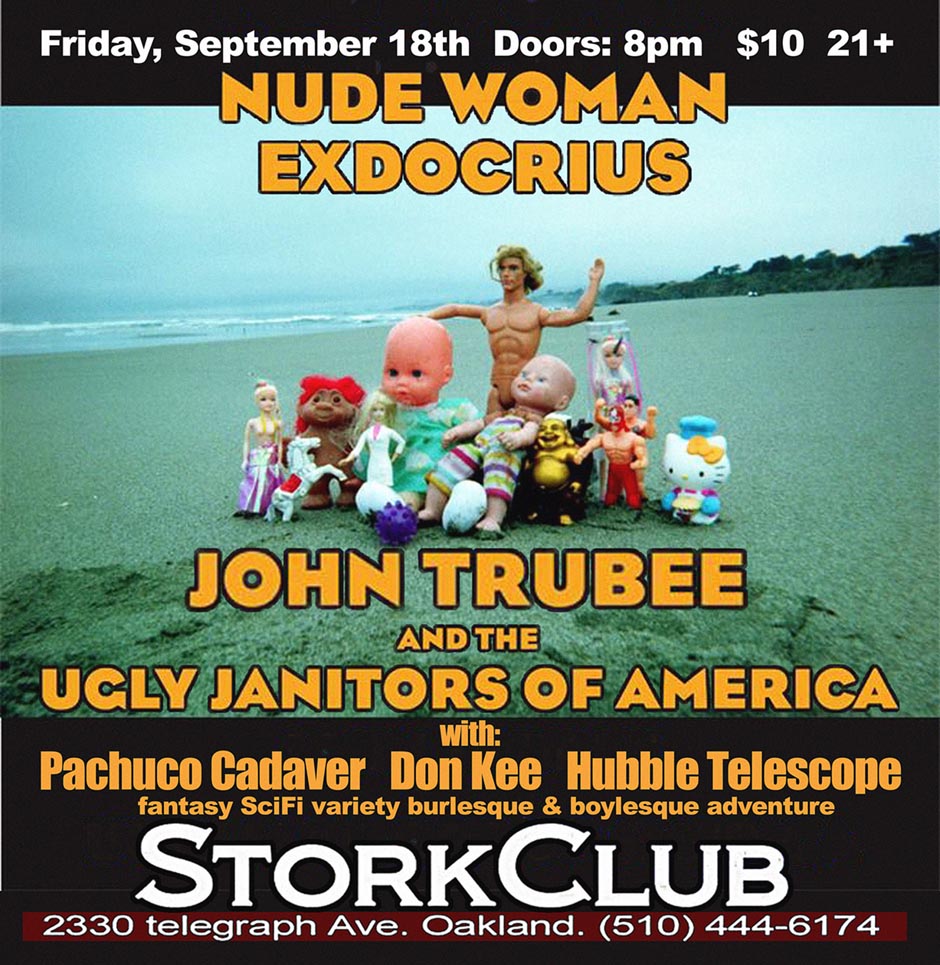 Friday, September 18th Doors: 8pm $10 21+
NUDE WOMAN
EXDOCRIUS
JOHN TRUBEE
AND THE
UGLY JANITORS OF AMERICA
with:
Pachuco Cadaver Don Kee Hubble Telescope
fantasy SciFi variety burlesque & boylesque adventure
STORKCLUB
2330 telegraph Ave. Oakland. (510) 444-6174